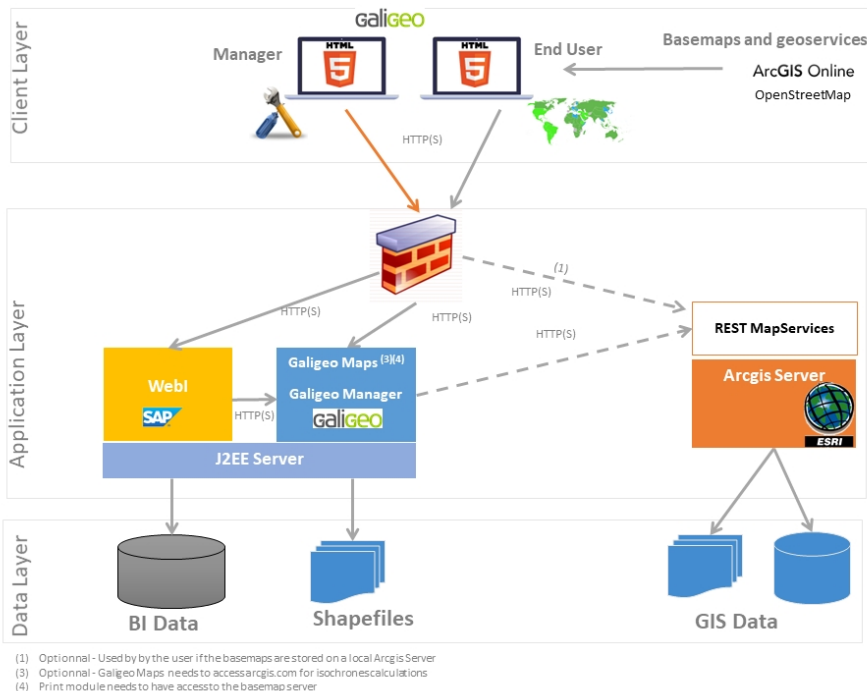 Client Layer
GaliGeo
Manager
HTML
5
HTML
5
End User
Basemaps and geoservices
ArcGIS Online
OpenStreetMap
HTTP(S)
Application Layer
(1)
HTTP(S)
HTTP(S)
HTTP(S)
HTTP(S)
REST MapServices
WebI
SAP
HTTP(S)
Galigeo Maps (3)(4)
Galigeo Manager
GaliGeo
Arcgis Server
ESRI
J2EE Server
Data Layer
BI Data
Shapefiles
GIS Data
(1) Optionnal - Used by by the user if the basemaps are stored on a local Arcgis Server
(3) Optionnal - Galigeo Maps needs to access arcgis.com for isochrones calculations
(4) Print module needs to have access to the basemap server